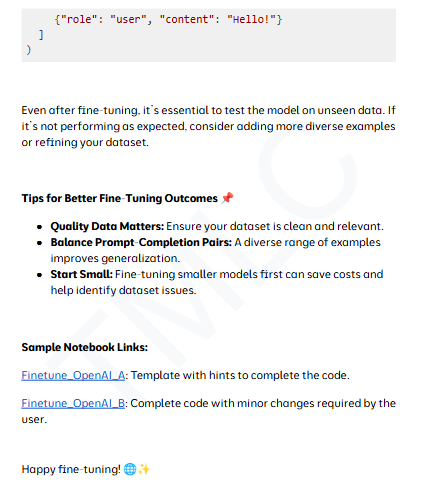 {"role": "user", "content": "Hello!"}
]
)
Even after fine-tuning, it's essential to test the model on unseen data. If
it's not performing as expected, consider adding more diverse examples
or refining your dataset.
Tips for Better Fine-Tuning Outcomes 📌
• Quality Data Matters: Ensure your dataset is clean and relevant.
• Balance Prompt-Completion Pairs: A diverse range of examples
improves generalization.
• Start Small: Fine-tuning smaller models first can save costs and
help identify dataset issues.
Sample Notebook Links:
Finetune_OpenAI_A: Template with hints to complete the code.
Finetune_OpenAI_B: Complete code with minor changes required by the
user.
Happy fine-tuning! 🌐✨
TMLC